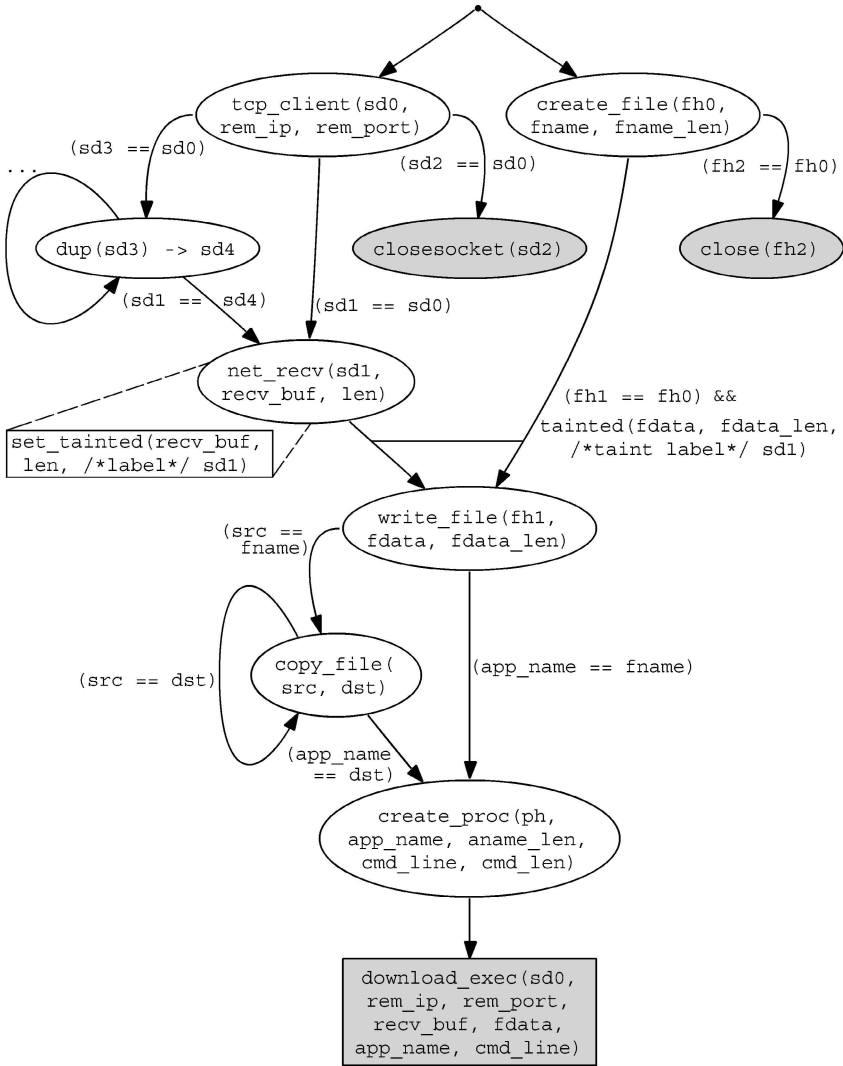 tcp_client(sd0,
rem_ip, rem_port)
create_file(fh0,
fname, fname_len)
(sd3 == sd0)
(sd2 == sd0)
(fh2 == fh0)
...
dup(sd3) -> sd4
closesocket(sd2)
close(fh2)
(sd1 == sd4)
(sd1 == sd0)
net_recv(sd1,
recv_buf, len)
(fh1 == fh0) &&
tainted(fdata, fdata_len,
/*taint label*/ sd1)
set_tainted(recv_buf,
len, /*label*/ sd1)
write_file(fh1,
fdata, fdata_len)
(src ==
fname)
copy_file(
src, dst)
(src == dst)
(app_name == fname)
(app_name
== dst)
create_proc(ph,
app_name, aname_len,
cmd_line, cmd_len)
download_exec(sd0,
rem_ip, rem_port,
recv_buf, fdata,
app_name, cmd_line)